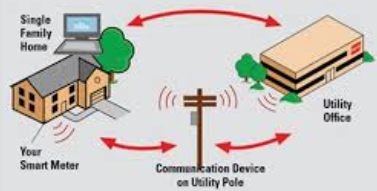 Single
Family
Home
Utility
Office
Your
Smart Meter
Communication Device
on Utility Pole